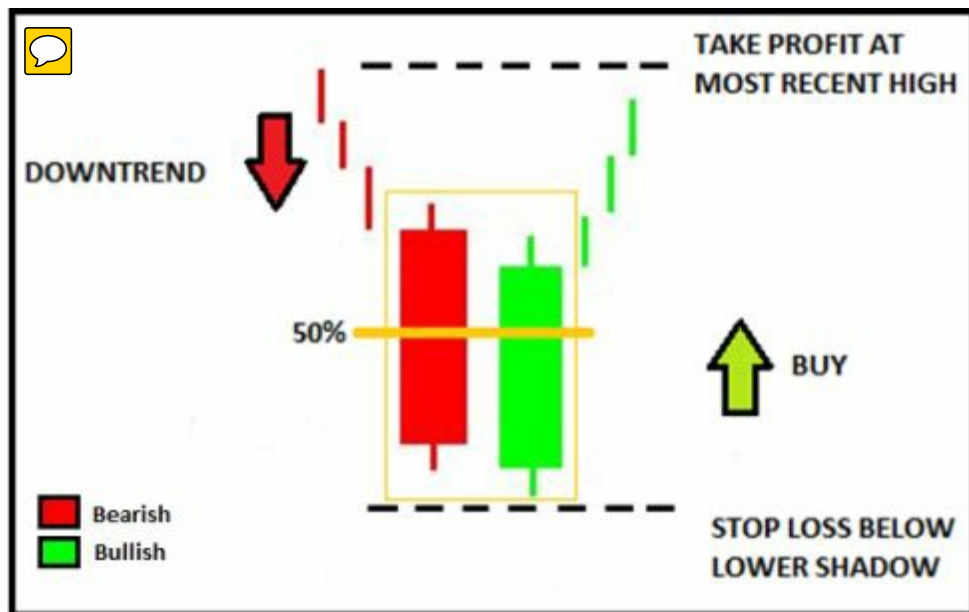 TAKE PROFIT AT
MOST RECENT HIGH
DOWNTREND
50%
BUY
Bearish
Bullish
STOP LOSS BELOW
LOWER SHADOW